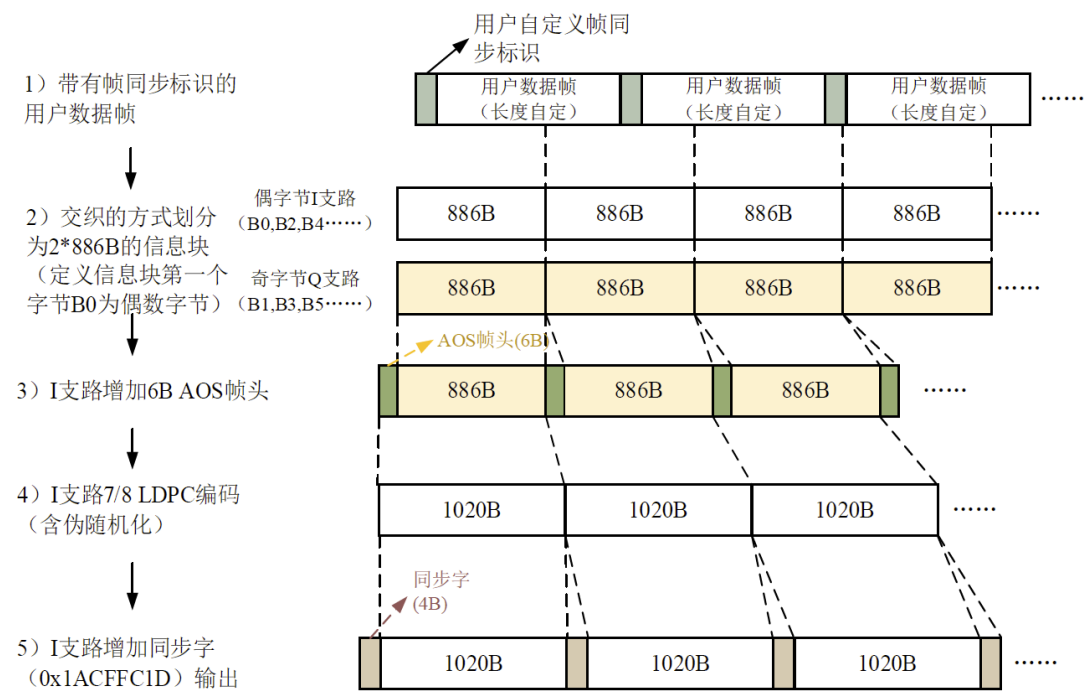 用户自定义帧同
步标识
1）带有帧同步标识的
用户数据帧
用户数据帧
（长度自定）
用户数据帧
（长度自定）
用户数据帧
（长度自定）
……
2）交织的方式划分
为2*886B的信息块
（定义信息块第一个
字节B0为偶数字节）
偶字节I支路
（B0,B2,B4……）
886B
886B
886B
886B
……
奇字节Q支路
（B1,B3,B5……）
886B
886B
886B
886B
……
AOS帧头(6B)
3）I支路增加6B AOS帧头
886B
886B
886B
……
4）I支路7/8 LDPC编码
（含伪随机化）
1020B
1020B
1020B
……
同步字
(4B)
5）I支路增加同步字
（0x1ACFFC1D）输出
1020B
1020B
1020B
……